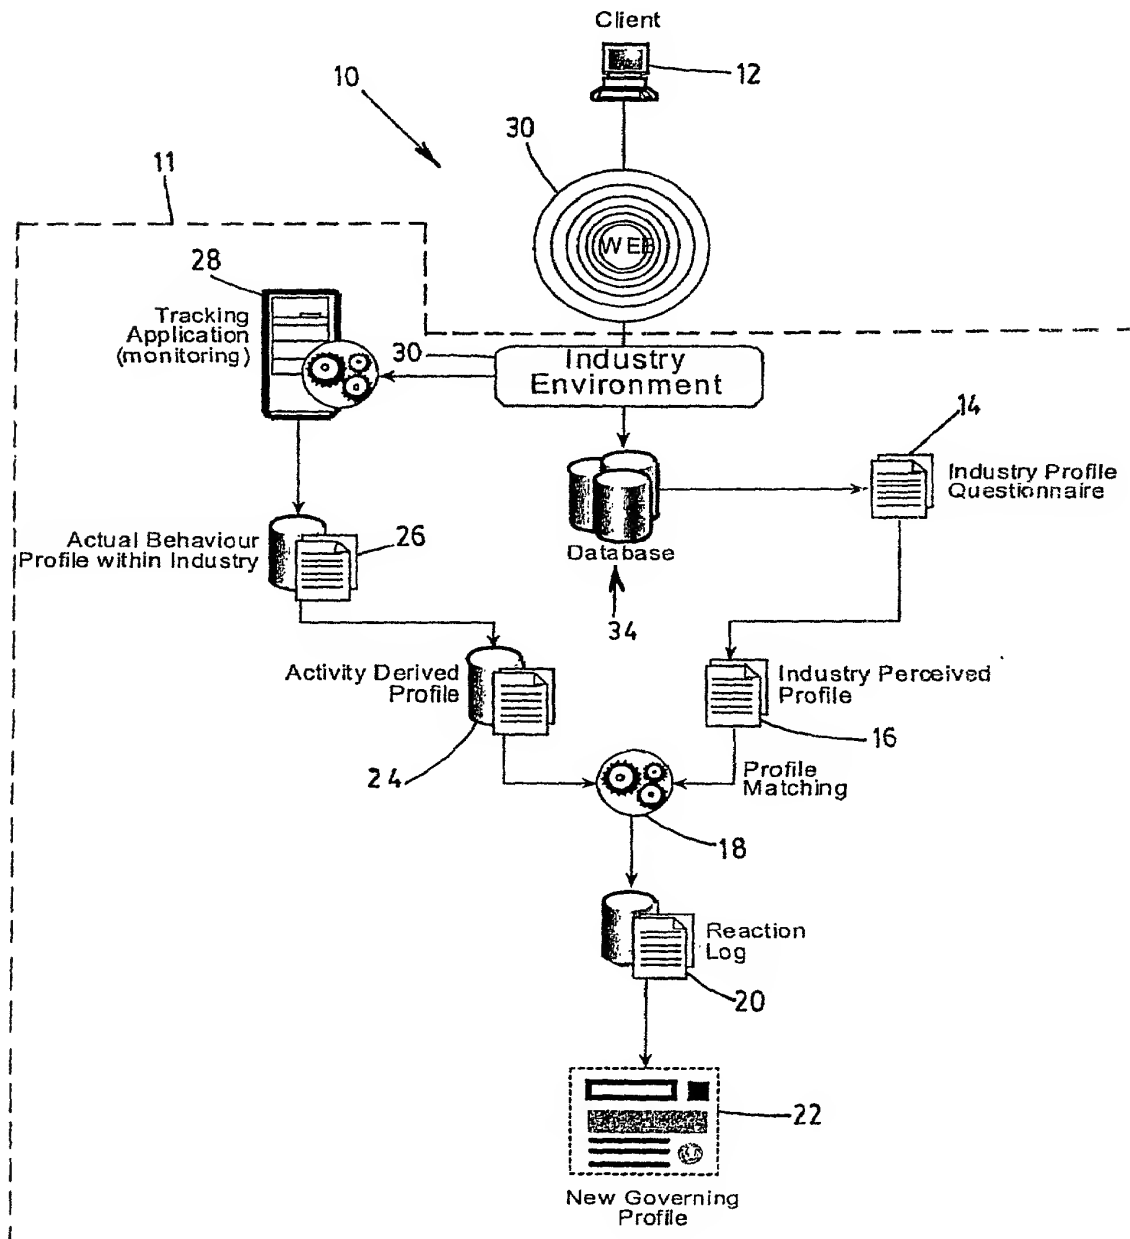 Client
12
10
30
11
WEB
28
Tracking
Application
(monitoring)
30
Industry
Environment
14
Industry Profile
Questionnaire
Actual Behaviour
Profile within Industry
26
Database
34
Activity Derived
Profile
Industry Perceived
Profile
24
16
Profile
Matching
18
Reaction
Log
20
22
New Governing
Profile